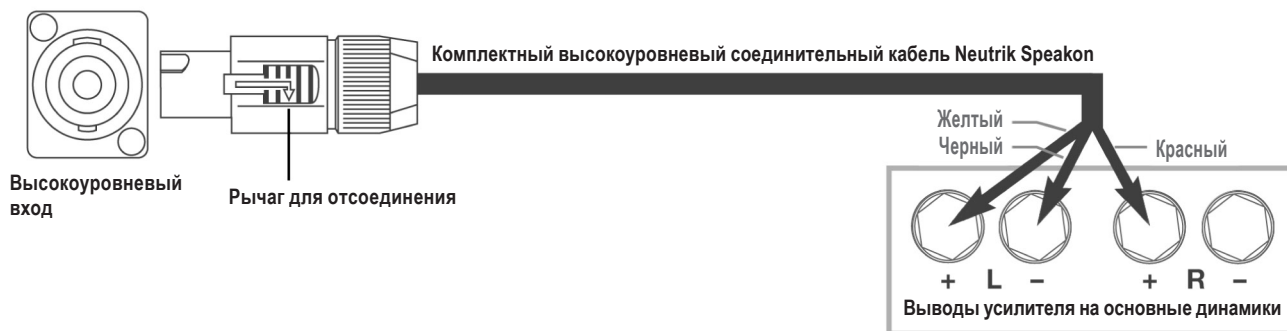 Комплектный высокоуровневый соединительный кабель Neutrik Speakon
Желтый
Черный
Красный
Высокоуровневый
вход
Рычаг для отсоединения
+ L − + R −
Выводы усилителя на основные динамики